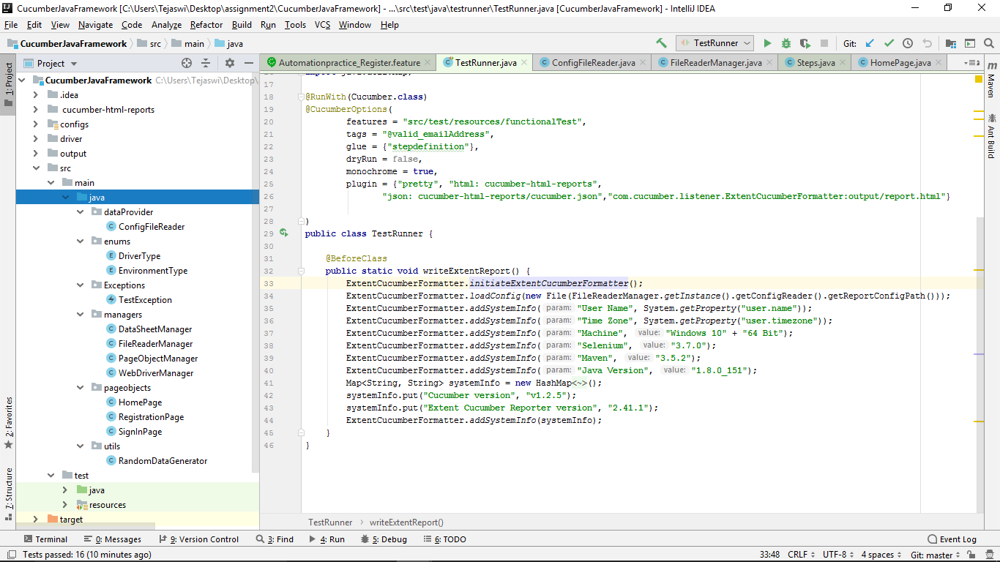 CucumberJavaFramework [C:\Users\Tejaswi\Desktop\assignment2\CucumberJavaFramework] - ...\src\test\java\testrunner\TestRunner.java [CucumberJavaFramework] - IntelliJ IDEA
File Edit View Navigate Code Analyze Refactor Build Run Tools VCS Window Help
CucumberJavaFramework src main java TestRunner Git:
Project
Automationpractice_Register.feature TestRunner.java ConfigFileReader.java FileReaderManager.java Steps.java HomePage.java
1: Project
2: Favorites
7: Structure
CucumberJavaFramework C:\Users\Tejaswi\Desktop\
.idea
cucumber-html-reports
configs
driver
output
src
main
java
dataProvider
ConfigFileReader
enums
DriverType
EnvironmentType
Exceptions
TestException
managers
DataSheetManager
FileReaderManager
PageObjectManager
WebDriverManager
pageobjects
HomePage
RegistrationPage
SignInPage
utils
RandomDataGenerator
test
java
resources
target
17
18 @RunWith(Cucumber.class)
19 @CucumberOptions(
20 features = "src/test/resources/functionalTest",
21 tags = "@valid_emailAddress",
22 glue = {"stepdefinition"},
23 dryRun = false,
24 monochrome = true,
25 plugin = {"pretty", "html: cucumber-html-reports",
26 "json: cucumber-html-reports/cucumber.json","com.cucumber.listener.ExtentCucumberFormatter:output/report.html"}
27
28 )
29 public class TestRunner {
30
31 @BeforeClass
32 public static void writeExtentReport() {
33 ExtentCucumberFormatter.initiateExtentCucumberFormatter();
34 ExtentCucumberFormatter.loadConfig(new File(FileReaderManager.getInstance().getConfigReader().getReportConfigPath()));
35 ExtentCucumberFormatter.addSystemInfo( param: "User Name", System.getProperty("user.name"));
36 ExtentCucumberFormatter.addSystemInfo( param: "Time Zone", System.getProperty("user.timezone"));
37 ExtentCucumberFormatter.addSystemInfo( param: "Machine", value: "Windows 10" + "64 Bit");
38 ExtentCucumberFormatter.addSystemInfo( param: "Selenium", value: "3.7.0");
39 ExtentCucumberFormatter.addSystemInfo( param: "Maven", value: "3.5.2");
40 ExtentCucumberFormatter.addSystemInfo( param: "Java Version", value: "1.8.0_151");
41 Map<String, String> systemInfo = new HashMap<~>();
42 systemInfo.put("Cucumber version", "v1.2.5");
43 systemInfo.put("Extent Cucumber Reporter version", "2.41.1");
44 ExtentCucumberFormatter.addSystemInfo(systemInfo);
45 }
46 }
TestRunner writeExtentReport()
Maven
Ant Build
Terminal 0: Messages 9: Version Control 3: Find 4: Run 5: Debug 6: TODO Event Log
Tests passed: 16 (10 minutes ago) 33:48 CRLF UTF-8 4 spaces Git: master